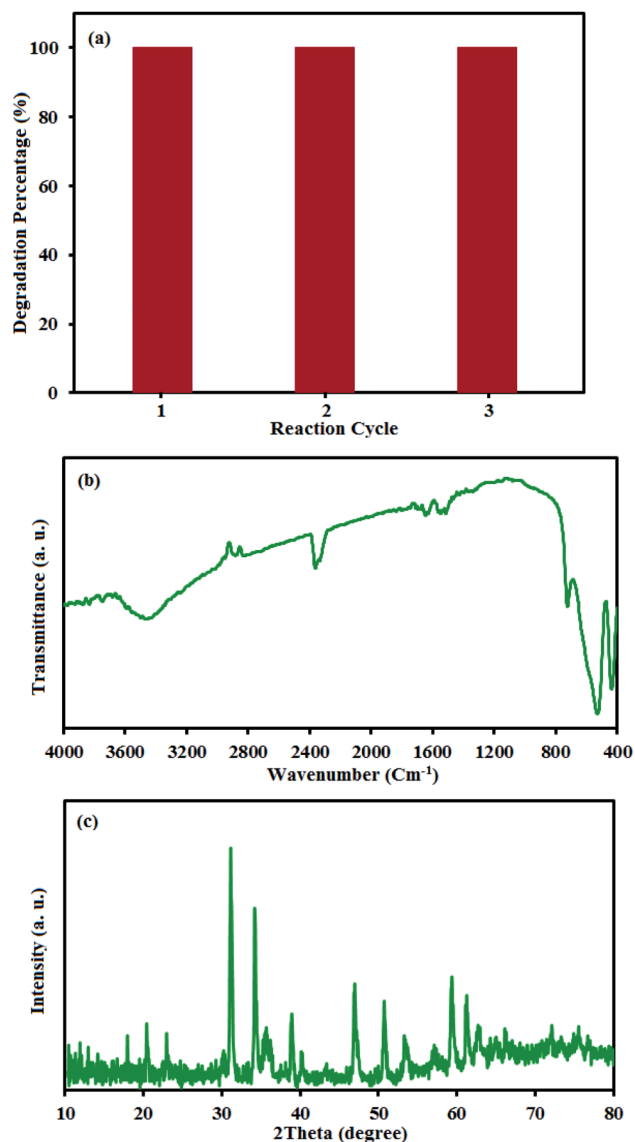 (a)
Degradation Percentage (%)
100
80
60
40
20
0
1 2 3
Reaction Cycle
(b)
Transmittance (a. u.)
4000 3600 3200 2800 2400 2000 1600 1200 800 400
Wavenumber (Cm⁻¹)
(c)
Intensity (a. u.)
10 20 30 40 50 60 70 80
2Theta (degree)